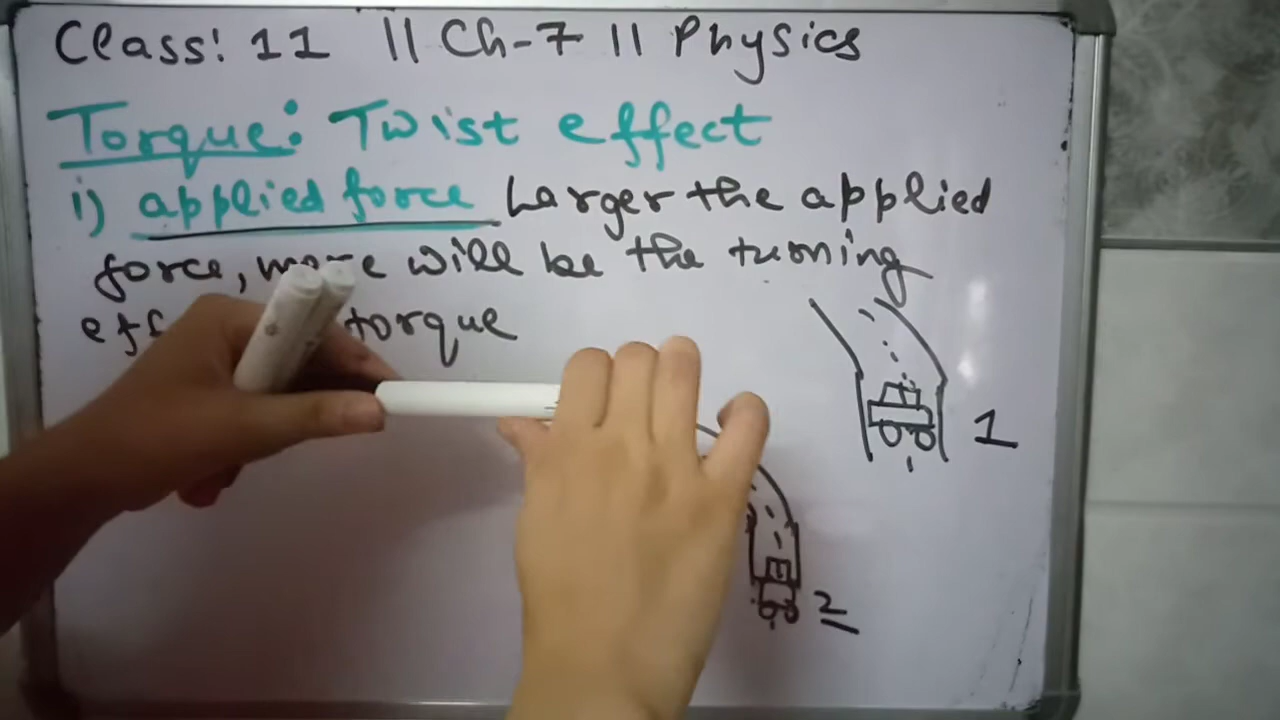 Class: 11 || Ch-7 || Physics
Torque: Twist effect
i) applied force Larger the applied
force, more will be the turning
torque
1
2